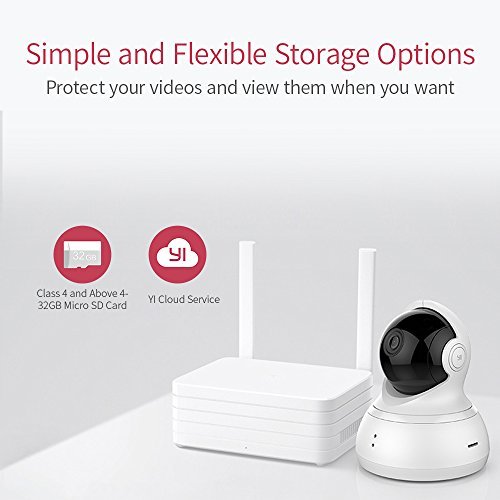 Simple and Flexible Storage Options
Protect your videos and view them when you want
32GB
YI
Class 4 and Above 4-
32GB Micro SD Card
YI Cloud Service
YI